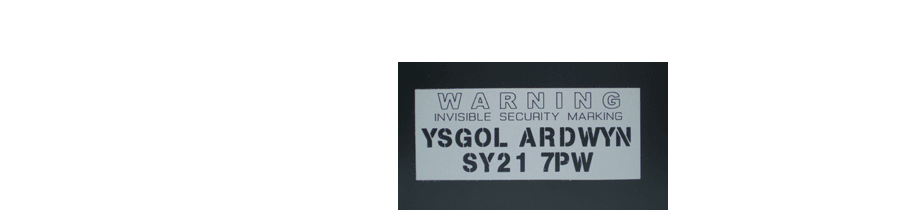 WARNING
INVISIBLE SECURITY MARKING
YSGOL ARDWYN
SY21 7PW